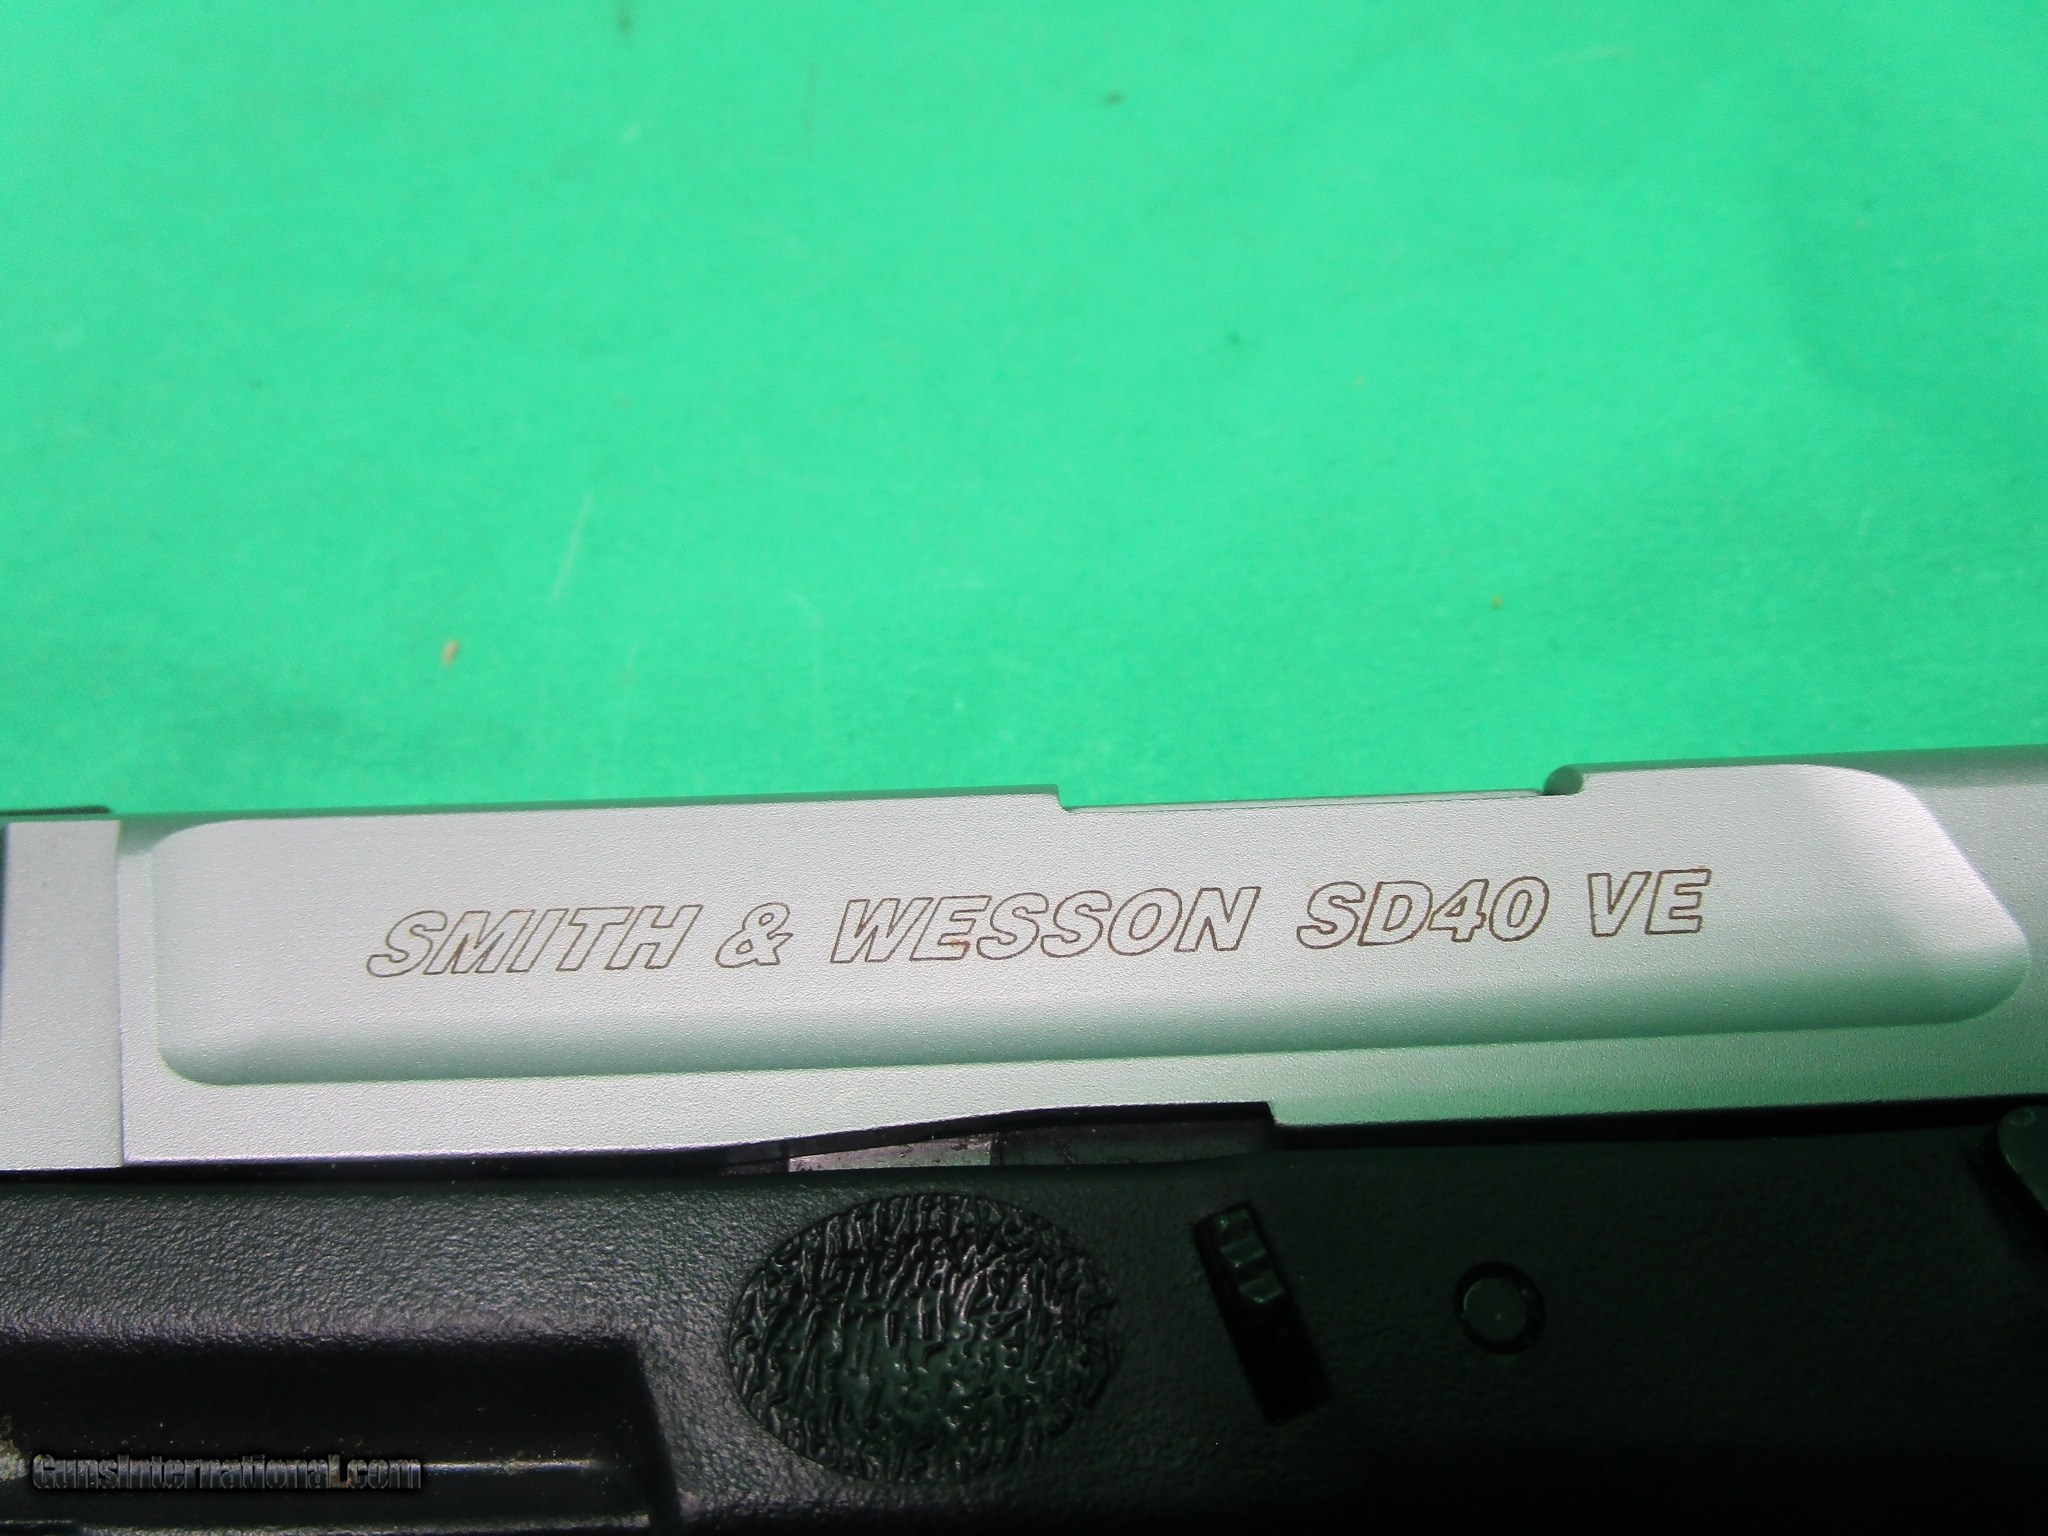 SMITH & WESSON SD40 VE
GunsInternational.com